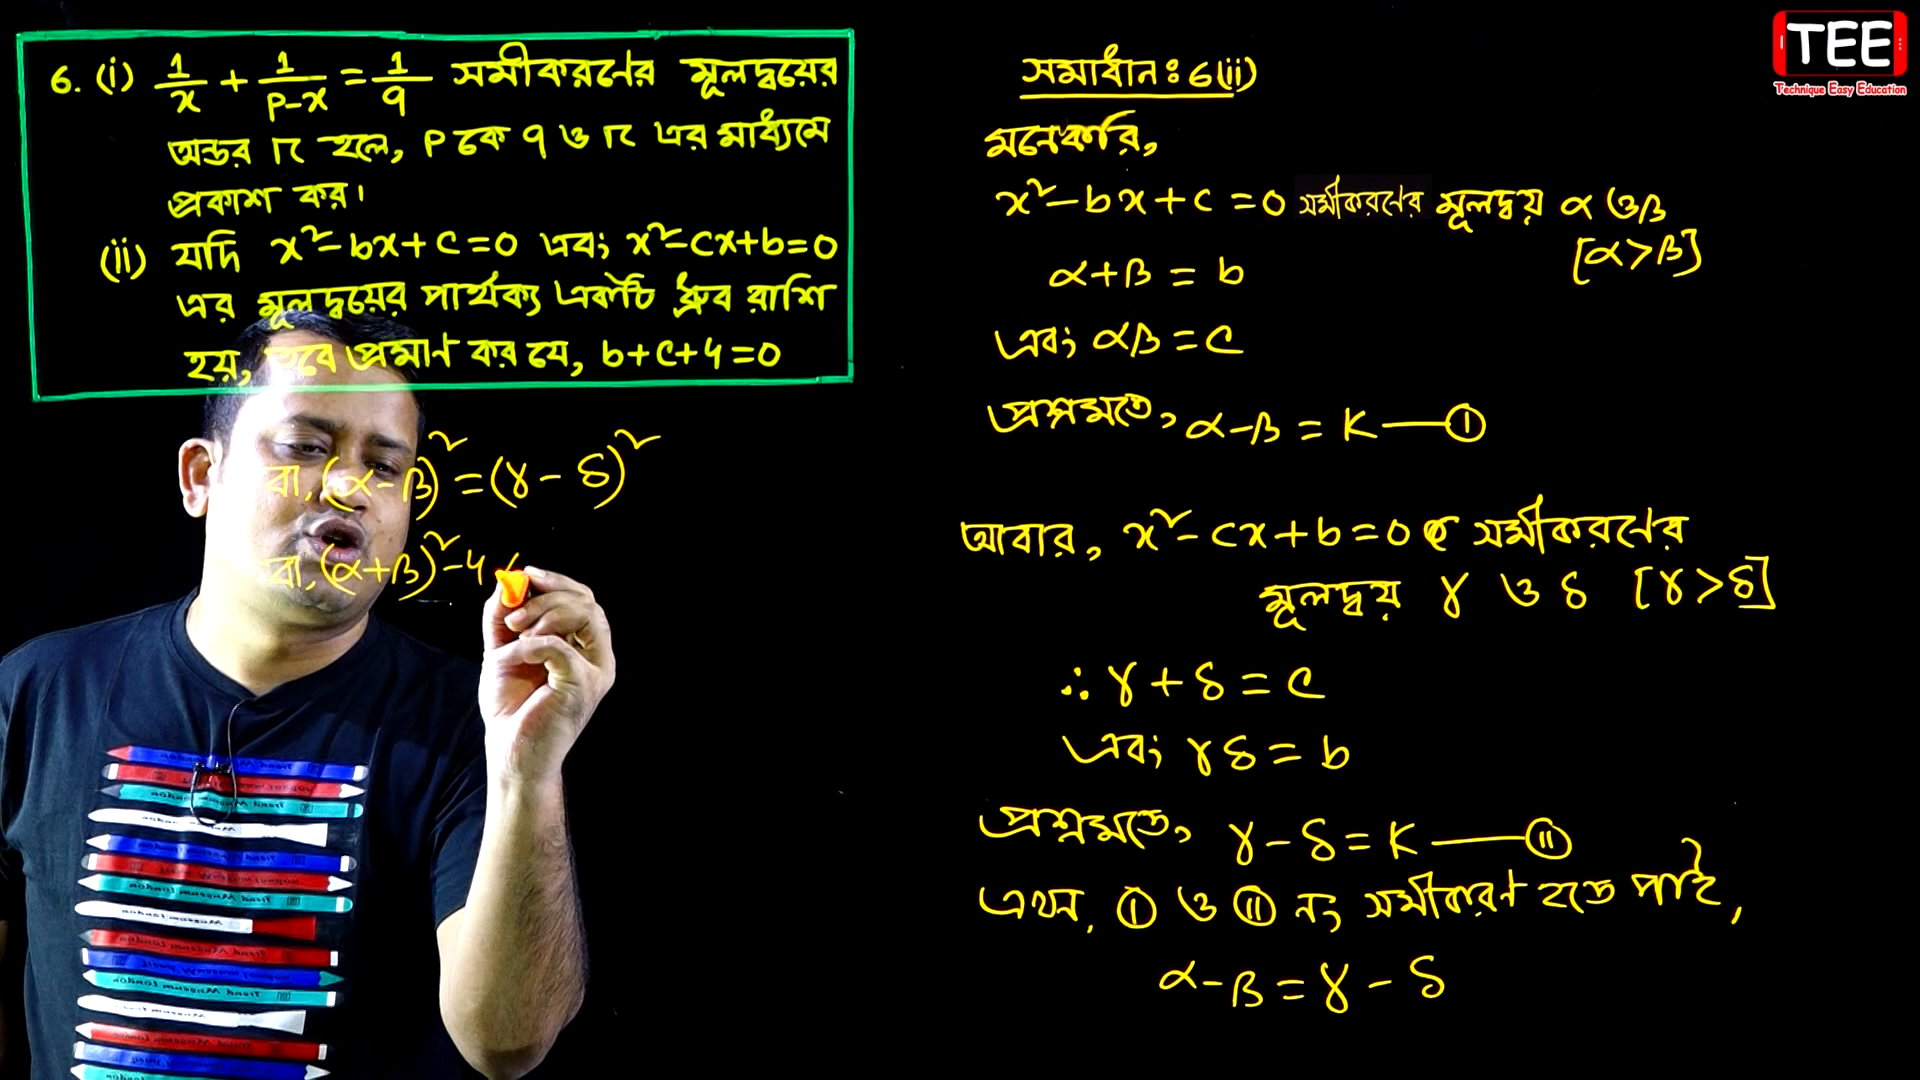 6. (i) 1/x + 1/(p-x) = 1/q সমীকরণের মূলদ্বয়ের
অন্তর r হলে, p কে q ও r এর মাধ্যমে
প্রকাশ কর।
(ii) যদি x²-bx+c=0 এবং x²-cx+b=0
এর মূলদ্বয়ের পার্থক্য একটি ধ্রুব রাশি
হয়, তবে প্রমাণ কর যে, b+c+4=0
বা, (α-β)² = (γ-δ)²
বা, (α+β)²-4
সমাধান: 6(ii)
মনেকরি,
x²-bx+c=0 সমীকরণের মূলদ্বয় α ও β
[α>β]
α+β = b
এবং αβ = c
প্রশ্নমতে, α-β = K — (i)
আবার, x²-cx+b=0 সমীকরণের
মূলদ্বয় γ ও δ [γ>δ]
∴ γ+δ = c
এবং γδ = b
প্রশ্নমতে, γ-δ = K — (ii)
এখন, (i) ও (ii) নং সমীকরণ হতে পাই,
α-β = γ-δ
TEE
Technique Easy Education